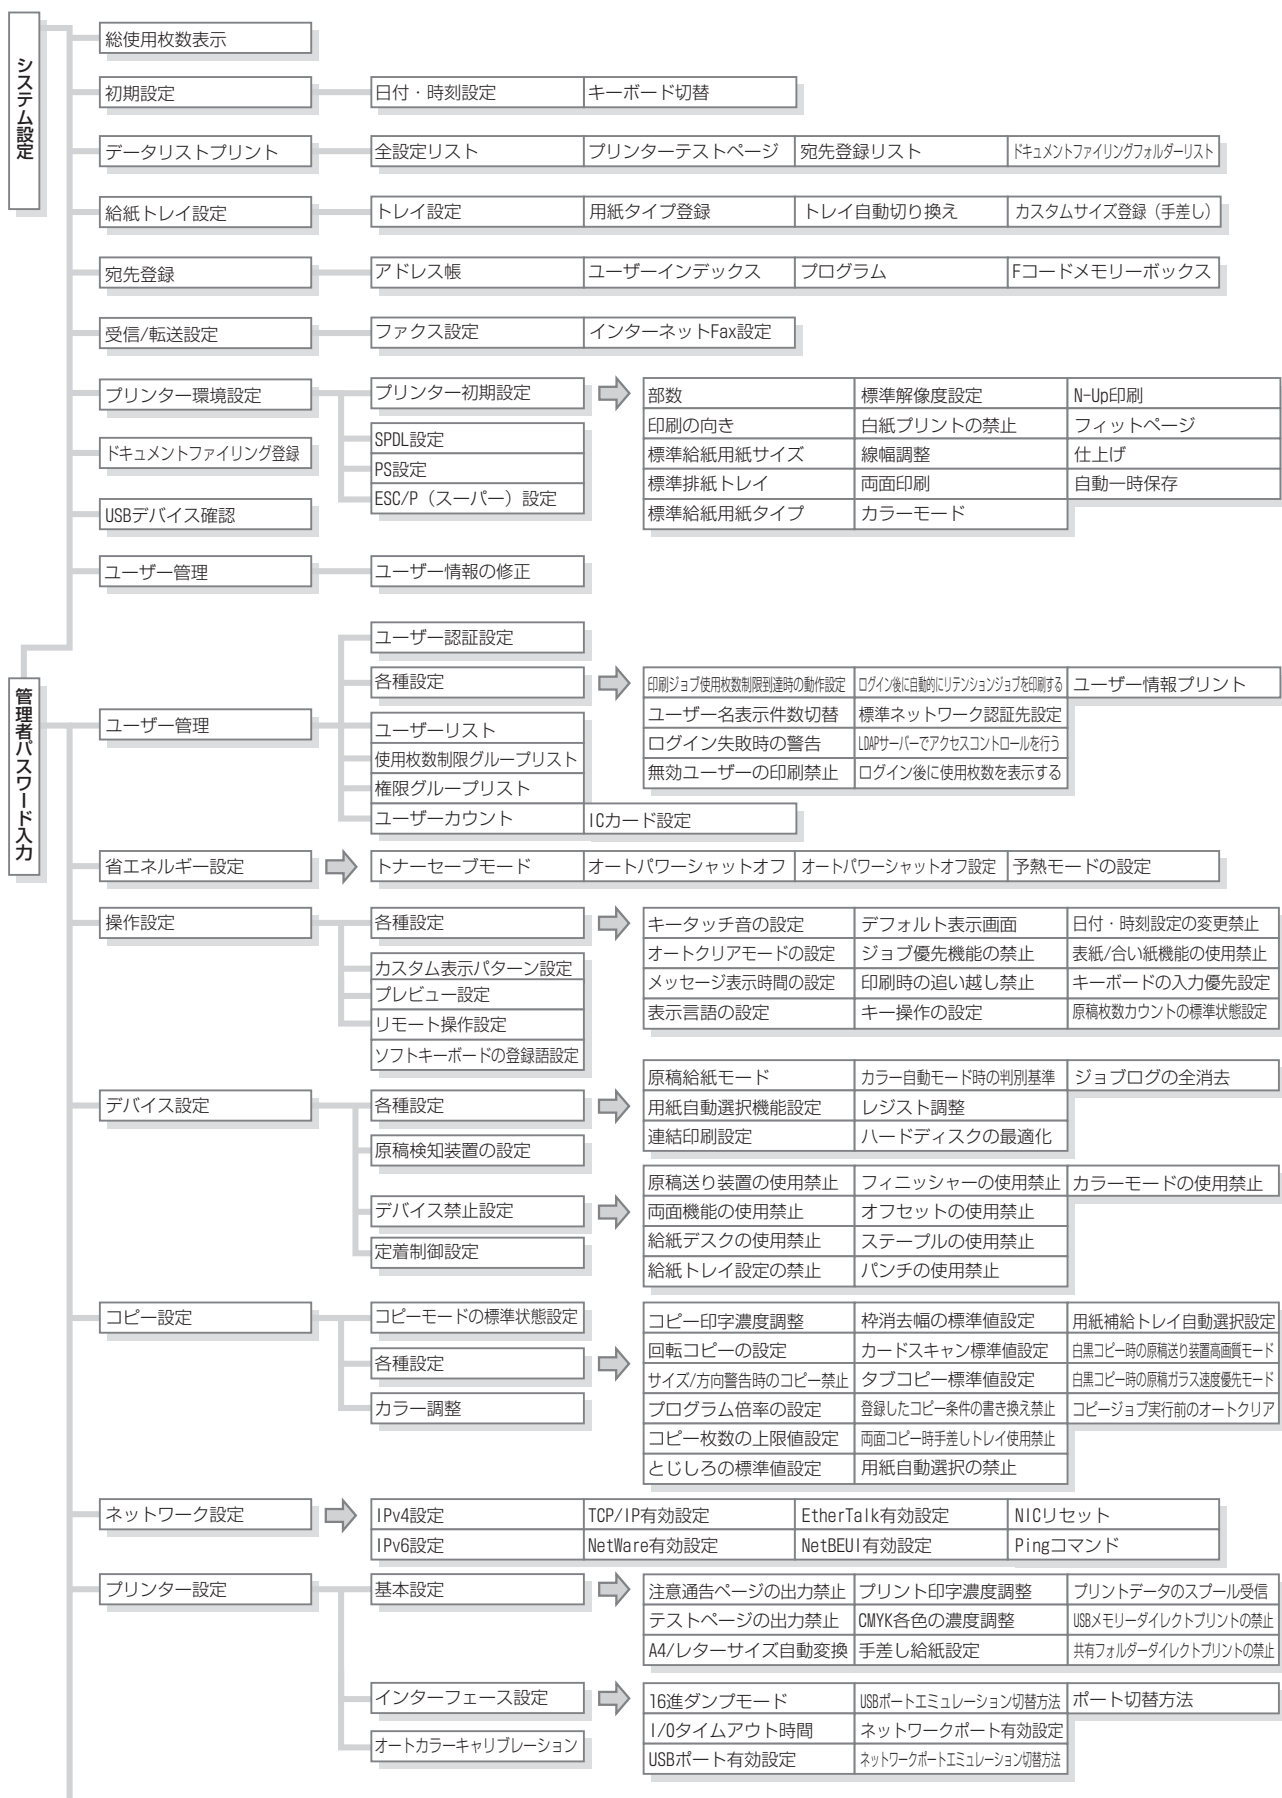 システム設定
総使用枚数表示
初期設定
日付・時刻設定
キーボード切替
データリストプリント
全設定リスト
プリンターテストページ
宛先登録リスト
ドキュメントファイリングフォルダーリスト
給紙トレイ設定
トレイ設定
用紙タイプ登録
トレイ自動切り換え
カスタムサイズ登録（手差し）
宛先登録
アドレス帳
ユーザーインデックス
プログラム
Fコードメモリーボックス
受信/転送設定
ファクス設定
インターネットFax設定
プリンター環境設定
プリンター初期設定
部数
標準解像度設定
N-Up印刷
印刷の向き
白紙プリントの禁止
フィットページ
標準給紙用紙サイズ
線幅調整
仕上げ
標準排紙トレイ
両面印刷
自動一時保存
標準給紙用紙タイプ
カラーモード
SPDL設定
PS設定
ESC/P（スーパー）設定
ドキュメントファイリング登録
USBデバイス確認
ユーザー管理
ユーザー情報の修正
管理者パスワード入力
ユーザー管理
ユーザー認証設定
各種設定
印刷ジョブ使用枚数制限到達時の動作設定
ログイン後に自動的にリテンションジョブを印刷する
ユーザー情報プリント
ユーザー名表示件数切替
標準ネットワーク認証先設定
ログイン失敗時の警告
LDAPサーバーでアクセスコントロールを行う
無効ユーザーの印刷禁止
ログイン後に使用枚数を表示する
ユーザーリスト
使用枚数制限グループリスト
権限グループリスト
ユーザーカウント
ICカード設定
省エネルギー設定
トナーセーブモード
オートパワーシャットオフ
オートパワーシャットオフ設定
予熱モードの設定
操作設定
各種設定
キータッチ音の設定
デフォルト表示画面
日付・時刻設定の変更禁止
オートクリアモードの設定
ジョブ優先機能の禁止
表紙/合い紙機能の使用禁止
メッセージ表示時間の設定
印刷時の追い越し禁止
キーボードの入力優先設定
表示言語の設定
キー操作の設定
原稿枚数カウントの標準状態設定
カスタム表示パターン設定
プレビュー設定
リモート操作設定
ソフトキーボードの登録語設定
デバイス設定
各種設定
原稿給紙モード
カラー自動モード時の判別基準
ジョブログの全消去
用紙自動選択機能設定
レジスト調整
連結印刷設定
ハードディスクの最適化
原稿検知装置の設定
デバイス禁止設定
原稿送り装置の使用禁止
フィニッシャーの使用禁止
カラーモードの使用禁止
両面機能の使用禁止
オフセットの使用禁止
給紙デスクの使用禁止
ステープルの使用禁止
給紙トレイ設定の禁止
パンチの使用禁止
定着制御設定
コピー設定
コピーモードの標準状態設定
各種設定
コピー印字濃度調整
枠消去幅の標準値設定
用紙補給トレイ自動選択設定
回転コピーの設定
カードスキャン標準値設定
白黒コピー時の原稿送り装置高画質モード
サイズ/方向警告時のコピー禁止
タブコピー標準値設定
白黒コピー時の原稿ガラス速度優先モード
プログラム倍率の設定
登録したコピー条件の書き換え禁止
コピージョブ実行前のオートクリア
コピー枚数の上限値設定
両面コピー時手差しトレイ使用禁止
とじしろの標準値設定
用紙自動選択の禁止
カラー調整
ネットワーク設定
IPv4設定
TCP/IP有効設定
EtherTalk有効設定
NICリセット
IPv6設定
NetWare有効設定
NetBEUI有効設定
Pingコマンド
プリンター設定
基本設定
注意通告ページの出力禁止
プリント印字濃度調整
プリントデータのスプール受信
テストページの出力禁止
CMYK各色の濃度調整
USBメモリーダイレクトプリントの禁止
A4/レターサイズ自動変換
手差し給紙設定
共有フォルダーダイレクトプリントの禁止
インターフェース設定
16進ダンプモード
USBポートエミュレーション切替方法
ポート切替方法
I/Oタイムアウト時間
ネットワークポート有効設定
USBポート有効設定
ネットワークポートエミュレーション切替方法
オートカラーキャリブレーション